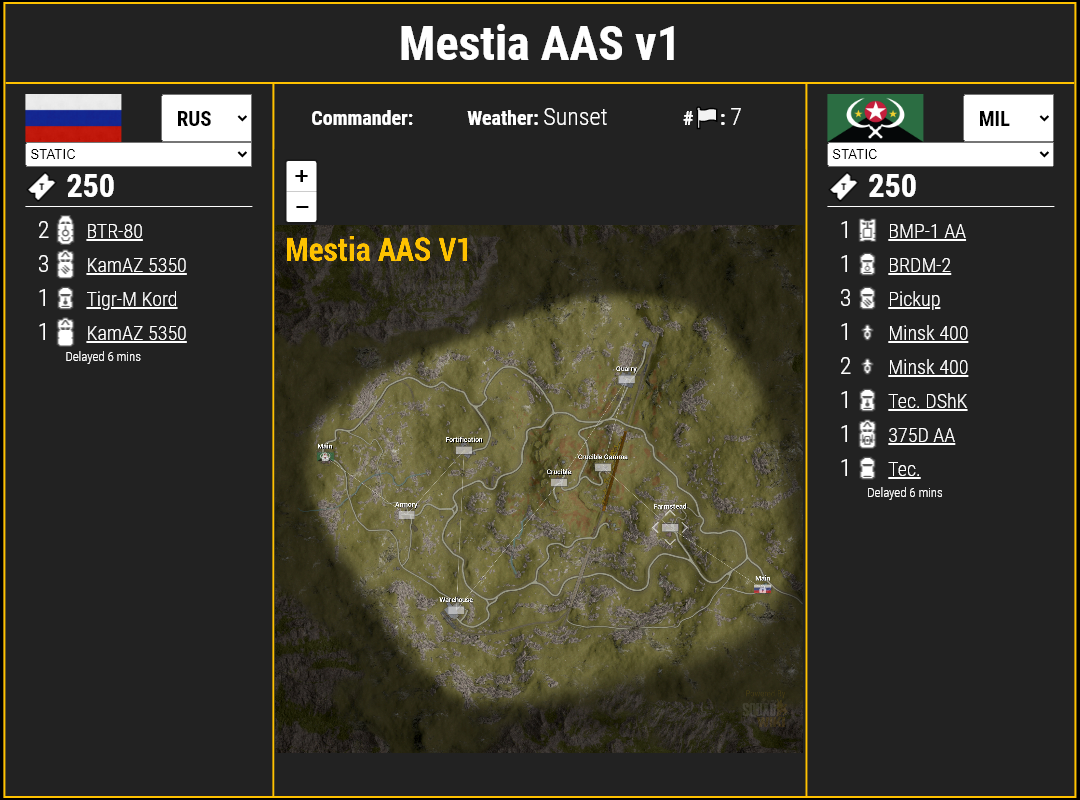 Mestia AAS v1
RUS
STATIC
T
250
2 BTR-80
3 KamAZ 5350
1 Tigr-M Kord
1 KamAZ 5350
Delayed 6 mins
Commander:
Weather: Sunset
# : 7
+
−
Mestia AAS V1
Quarry
Main
Fortification
Crucible Gamma
Crucible
Armory
Farmstead
Main
Warehouse
SQUAD
MIL
STATIC
T
250
1 BMP-1 AA
1 BRDM-2
3 Pickup
1 Minsk 400
2 Minsk 400
1 Tec. DShK
1 375D AA
1 Tec.
Delayed 6 mins